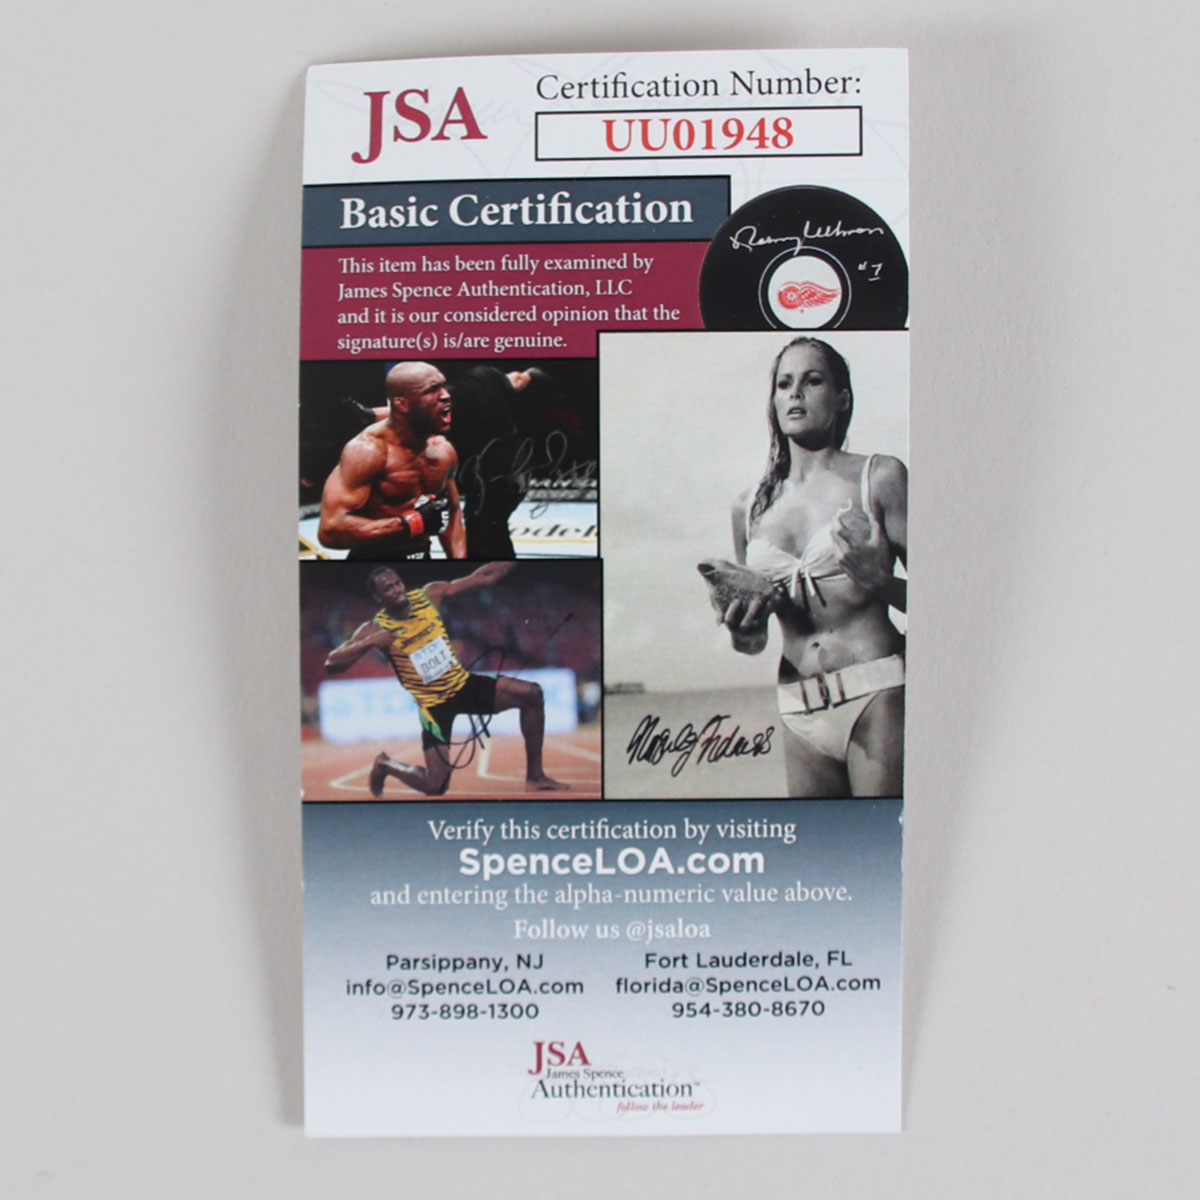 JSA
Certification Number:
UU01948
Basic Certification
This item has been fully examined by
James Spence Authentication, LLC
and it is our considered opinion that the
signature(s) is/are genuine.
#7
BOLT
Verify this certification by visiting
SpenceLOA.com
and entering the alpha-numeric value above.
Follow us @jsaloa
Parsippany, NJ
info@SpenceLOA.com
973-898-1300
Fort Lauderdale, FL
florida@SpenceLOA.com
954-380-8670
JSA
James Spence
Authentication™
follow the leader